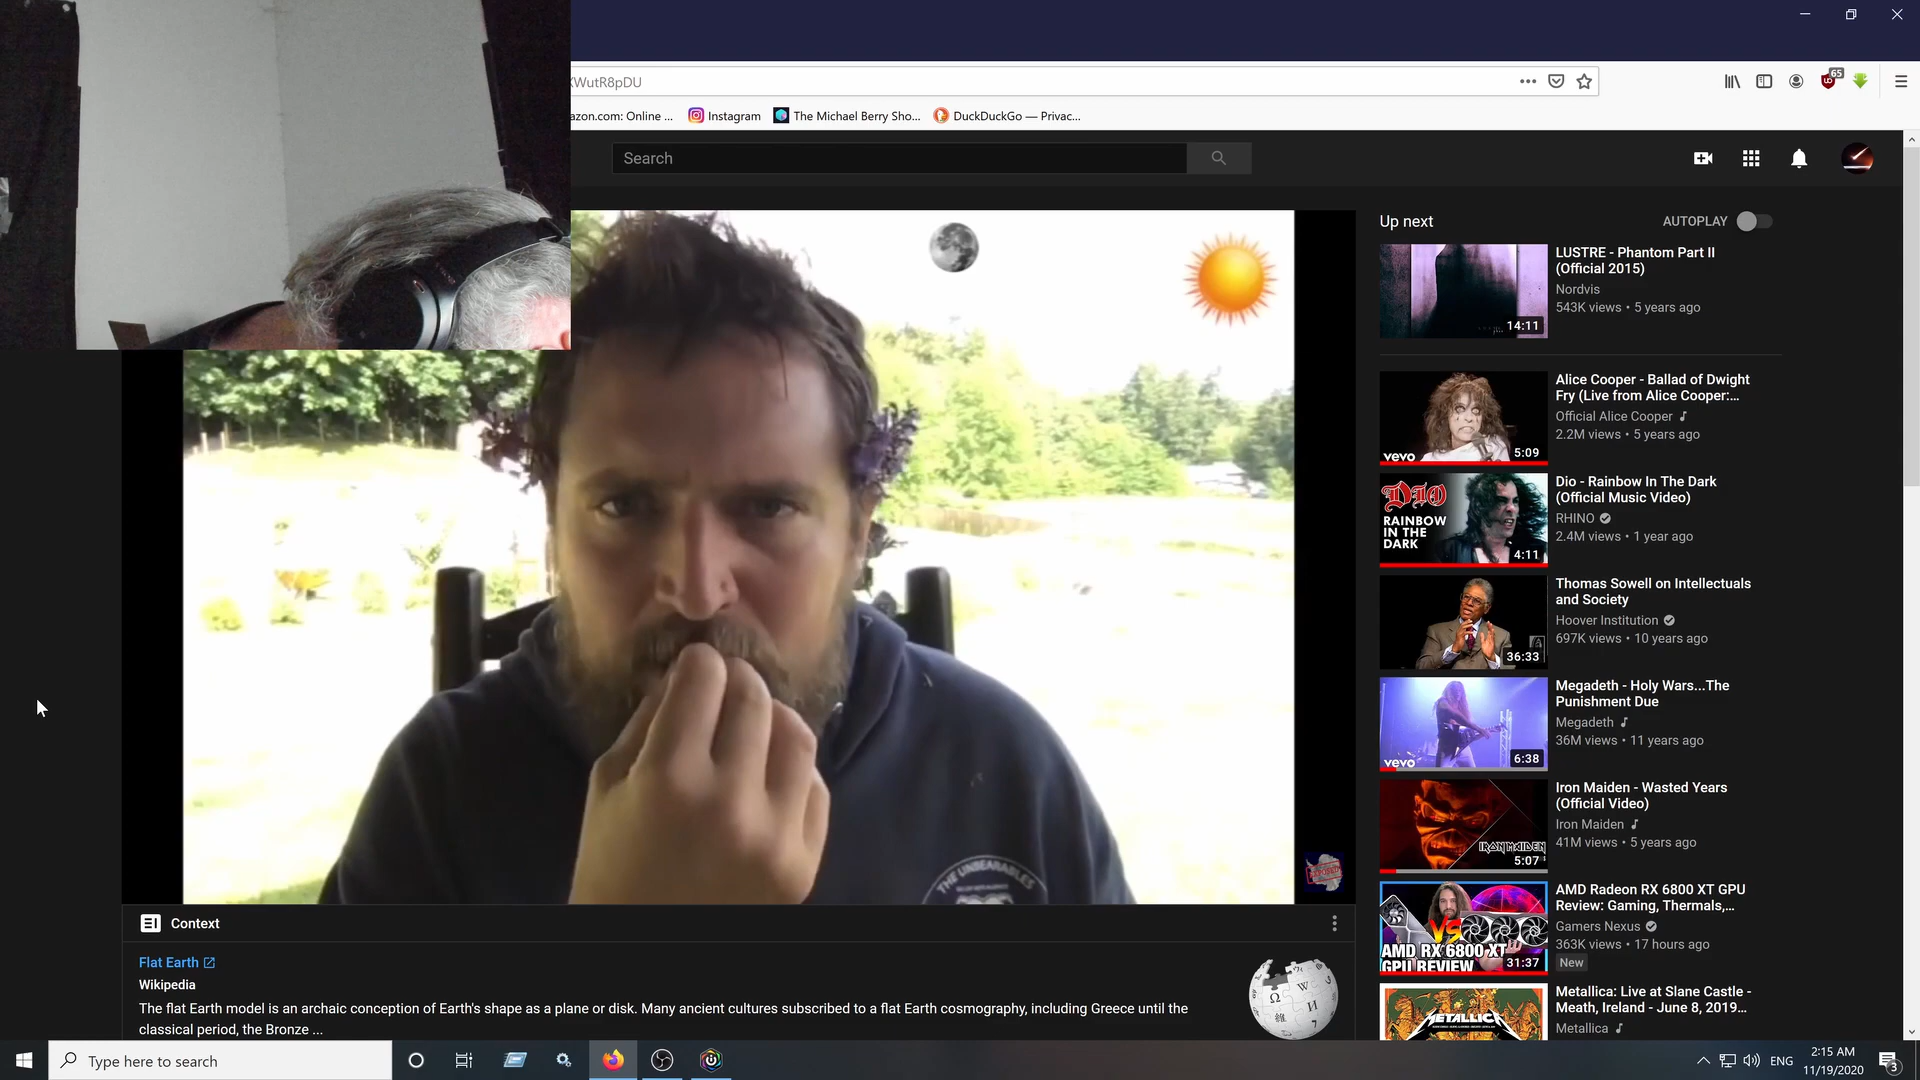 XWutR8pDU
azon.com: Online ...
Instagram
The Michael Berry Sho...
DuckDuckGo — Privac...
65
Search
Up next
AUTOPLAY
LUSTRE - Phantom Part II
(Official 2015)
Nordvis
543K views • 5 years ago
14:11
Alice Cooper - Ballad of Dwight
Fry (Live from Alice Cooper:...
Official Alice Cooper
2.2M views • 5 years ago
vevo
5:09
Dio - Rainbow In The Dark
(Official Music Video)
RHINO
2.4M views • 1 year ago
DIO
RAINBOW
IN THE
DARK
4:11
Thomas Sowell on Intellectuals
and Society
Hoover Institution
697K views • 10 years ago
36:33
Megadeth - Holy Wars...The
Punishment Due
Megadeth
36M views • 11 years ago
vevo
6:38
Iron Maiden - Wasted Years
(Official Video)
Iron Maiden
41M views • 5 years ago
IRON MAIDEN
5:07
AMD Radeon RX 6800 XT GPU
Review: Gaming, Thermals,...
Gamers Nexus
363K views • 17 hours ago
New
VS
AMD RX 6800 XT
GPU REVIEW
31:37
Metallica: Live at Slane Castle -
Meath, Ireland - June 8, 2019...
Metallica
METALLICA
THE UNBEARABLES
Context
Flat Earth
Wikipedia
The flat Earth model is an archaic conception of Earth's shape as a plane or disk. Many ancient cultures subscribed to a flat Earth cosmography, including Greece until the
classical period, the Bronze ...
Type here to search
ENG
2:15 AM
11/19/2020
3